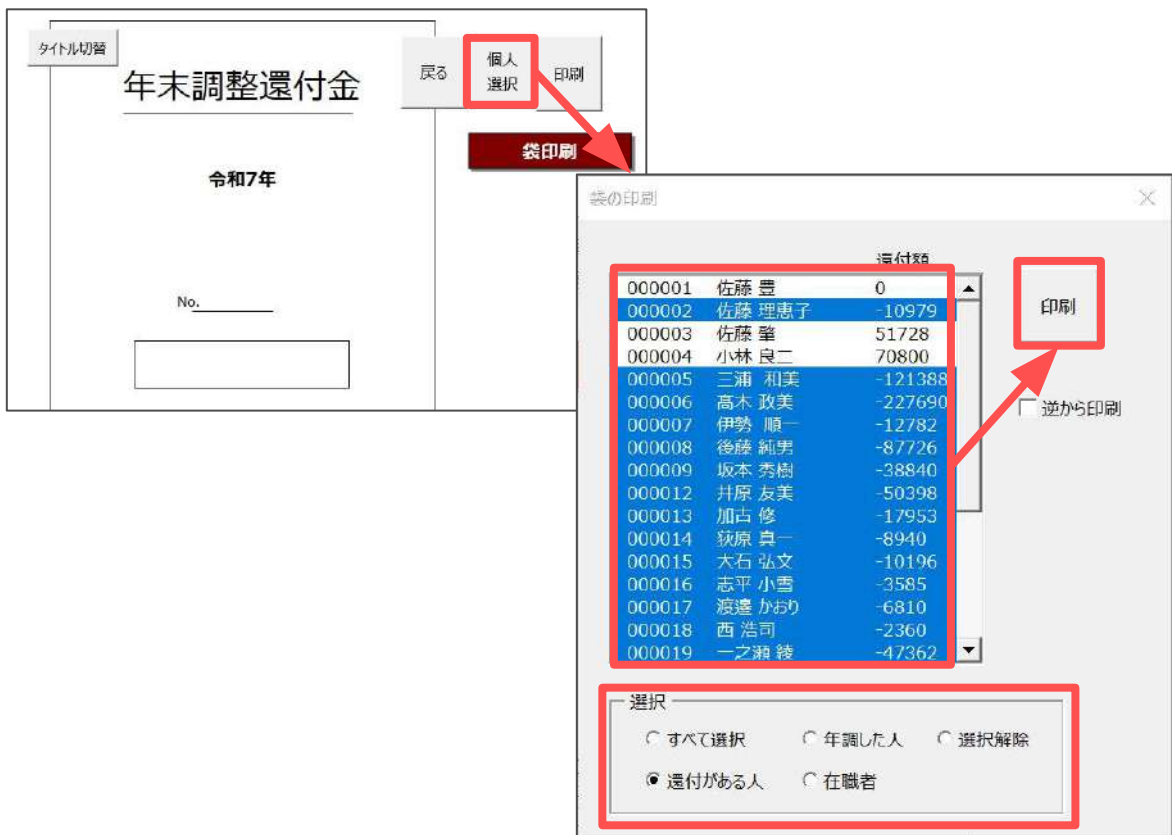 タイトル切替
年末調整還付金
戻る
個人
選択
印刷
袋印刷
令和7年
No.
袋の印刷
還付額
000001 佐藤 豊 0
000002 佐藤 理恵子 -10979
000003 佐藤 肇 51728
000004 小林 良二 70800
000005 三浦 和美 -121388
000006 高木 政美 -227690
000007 伊勢 順一 -12782
000008 後藤 純男 -87726
000009 坂本 秀樹 -38840
000012 井原 友美 -50398
000013 加古 修 -17953
000014 荻原 真一 -8940
000015 大石 弘文 -10196
000016 志平 小雪 -3585
000017 渡邉 かおり -6810
000018 西 浩司 -2360
000019 一之瀬 綾 -47362
印刷
逆から印刷
選択
すべて選択 年調した人 選択解除
還付がある人 在職者